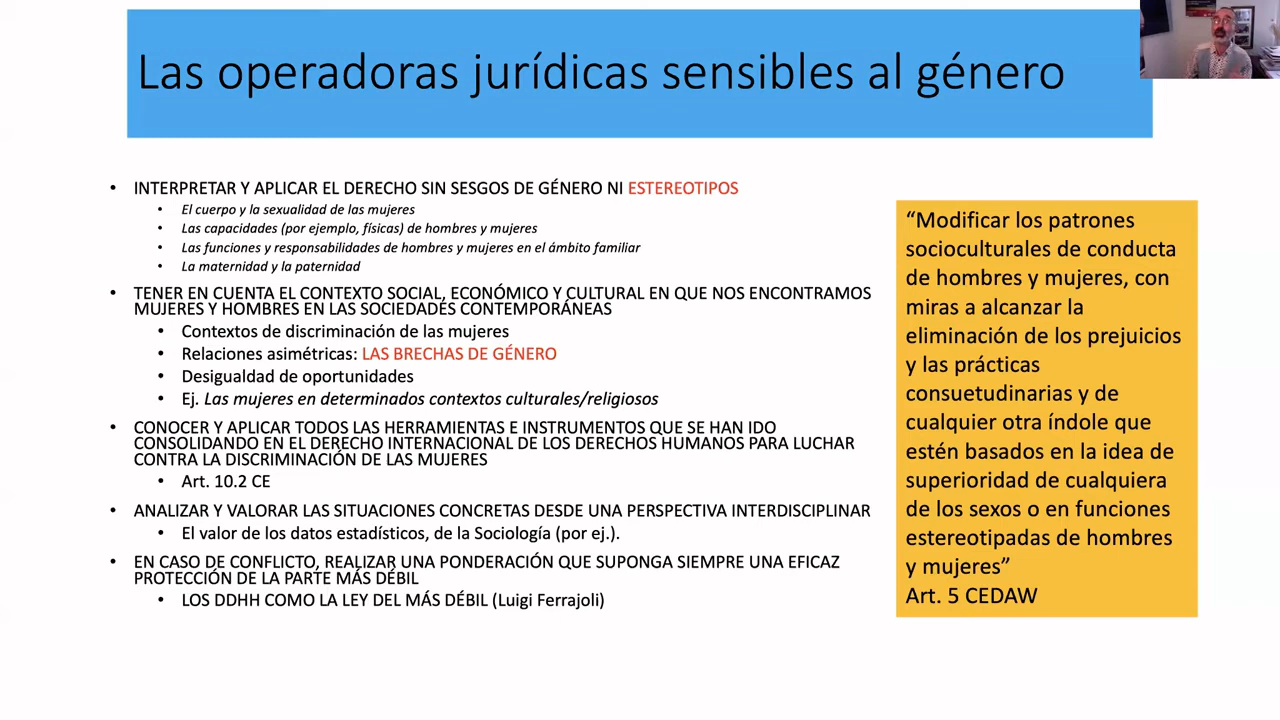 Las operadoras jurídicas sensibles al género
• INTERPRETAR Y APLICAR EL DERECHO SIN SESGOS DE GÉNERO NI ESTEREOTIPOS
• El cuerpo y la sexualidad de las mujeres
• Las capacidades (por ejemplo, físicas) de hombres y mujeres
• Las funciones y responsabilidades de hombres y mujeres en el ámbito familiar
• La maternidad y la paternidad
• TENER EN CUENTA EL CONTEXTO SOCIAL, ECONÓMICO Y CULTURAL EN QUE NOS ENCONTRAMOS
MUJERES Y HOMBRES EN LAS SOCIEDADES CONTEMPORÁNEAS
• Contextos de discriminación de las mujeres
• Relaciones asimétricas: LAS BRECHAS DE GÉNERO
• Desigualdad de oportunidades
• Ej. Las mujeres en determinados contextos culturales/religiosos
• CONOCER Y APLICAR TODOS LAS HERRAMIENTAS E INSTRUMENTOS QUE SE HAN IDO
CONSOLIDANDO EN EL DERECHO INTERNACIONAL DE LOS DERECHOS HUMANOS PARA LUCHAR
CONTRA LA DISCRIMINACIÓN DE LAS MUJERES
• Art. 10.2 CE
• ANALIZAR Y VALORAR LAS SITUACIONES CONCRETAS DESDE UNA PERSPECTIVA INTERDISCIPLINAR
• El valor de los datos estadísticos, de la Sociología (por ej.).
• EN CASO DE CONFLICTO, REALIZAR UNA PONDERACIÓN QUE SUPONGA SIEMPRE UNA EFICAZ
PROTECCIÓN DE LA PARTE MÁS DÉBIL
• LOS DDHH COMO LA LEY DEL MÁS DÉBIL (Luigi Ferrajoli)
“Modificar los patrones
socioculturales de conducta
de hombres y mujeres, con
miras a alcanzar la
eliminación de los prejuicios
y las prácticas
consuetudinarias y de
cualquier otra índole que
estén basados en la idea de
superioridad de cualquiera
de los sexos o en funciones
estereotipadas de hombres
y mujeres”
Art. 5 CEDAW